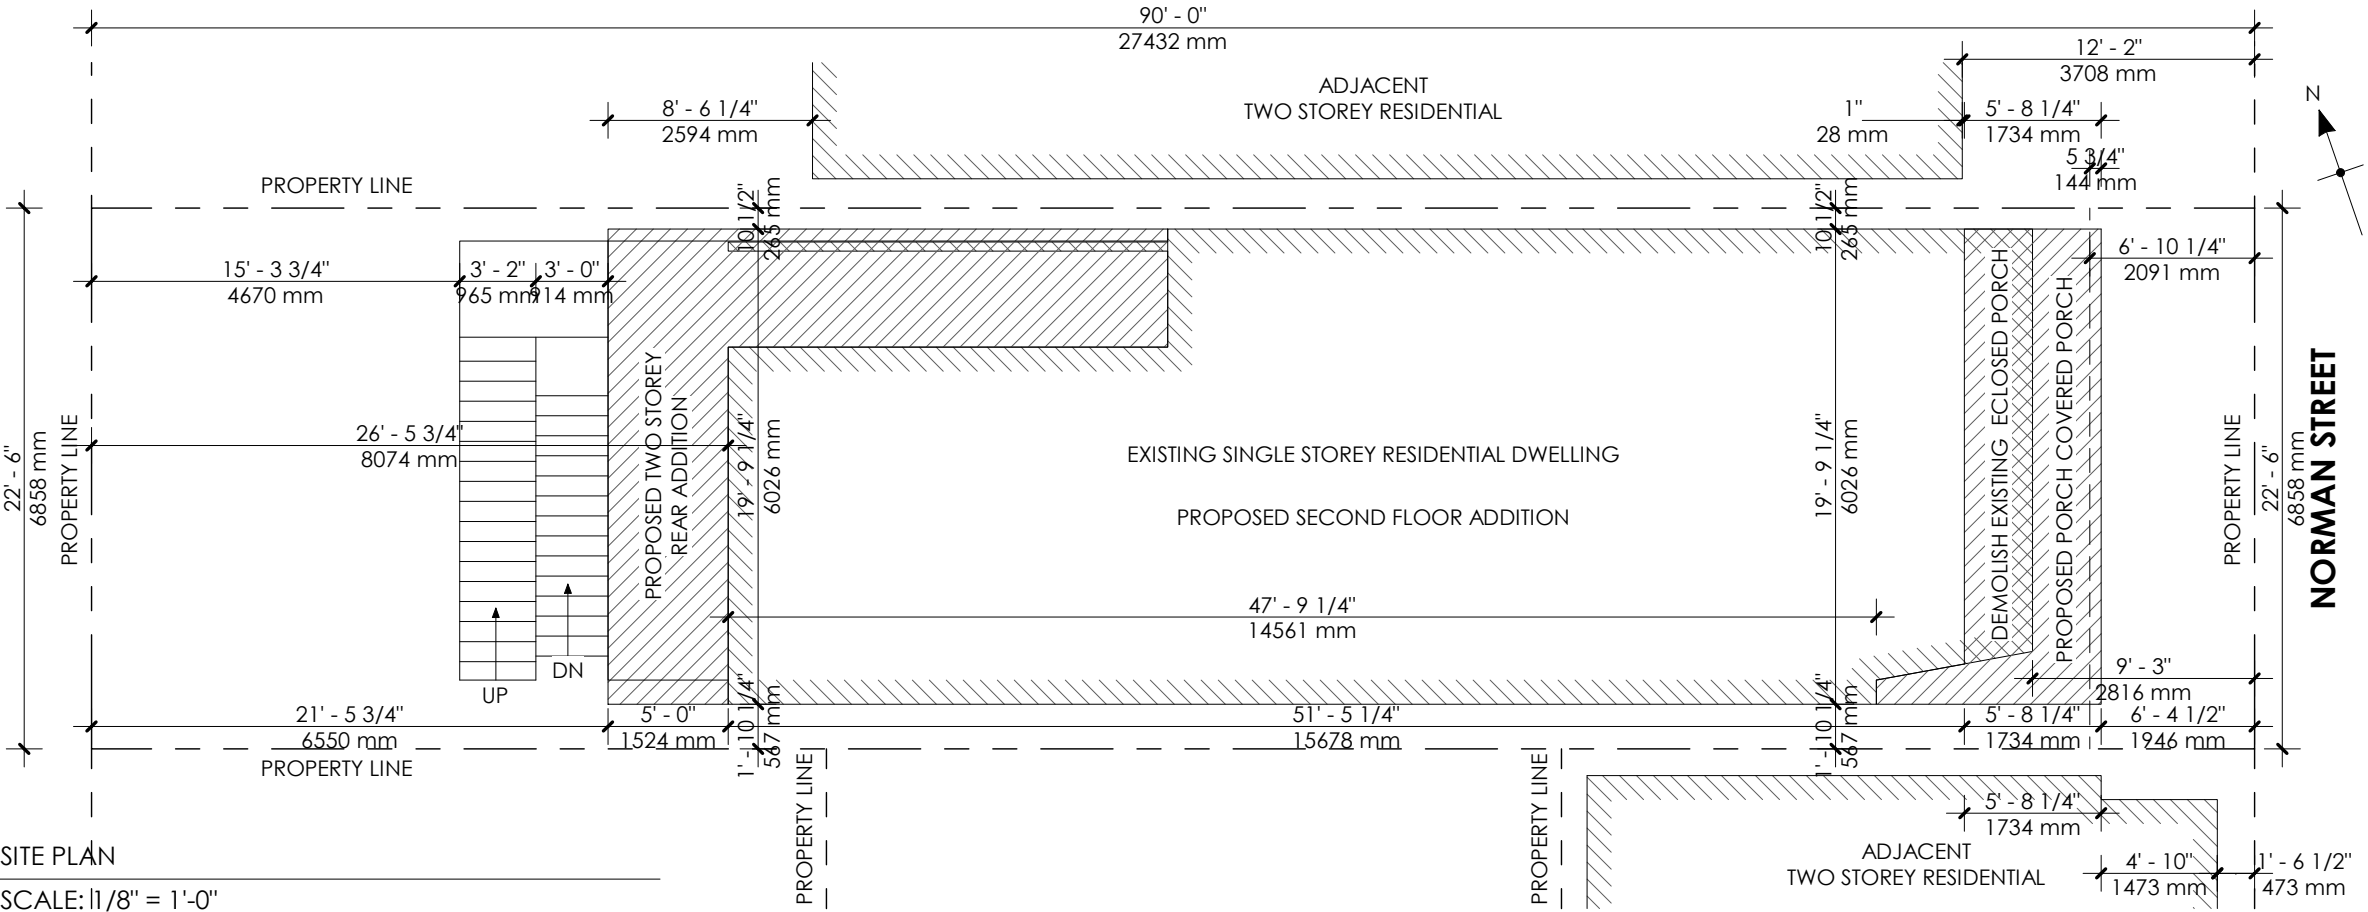 90' - 0"
27432 mm
12' - 2"
3708 mm
ADJACENT
TWO STOREY RESIDENTIAL
8' - 6 1/4"
2594 mm
1"
28 mm
5' - 8 1/4"
1734 mm
5 3/4"
144 mm
N
PROPERTY LINE
10 1/2"
265 mm
10 1/2"
265 mm
15' - 3 3/4"
4670 mm
3' - 2"
965 mm
3' - 0"
914 mm
6' - 10 1/4"
2091 mm
22' - 6"
6858 mm
PROPERTY LINE
26' - 5 3/4"
8074 mm
PROPOSED TWO STOREY
REAR ADDITION
19' - 9 1/4"
6026 mm
EXISTING SINGLE STOREY RESIDENTIAL DWELLING
PROPOSED SECOND FLOOR ADDITION
19' - 9 1/4"
6026 mm
DEMOLISH EXISTING ECLOSED PORCH
PROPOSED PORCH COVERED PORCH
PROPERTY LINE
22' - 6"
6858 mm
NORMAN STREET
47' - 9 1/4"
14561 mm
UP
DN
9' - 3"
2816 mm
21' - 5 3/4"
6550 mm
5' - 0"
1524 mm
1' - 10 1/4"
567 mm
51' - 5 1/4"
15678 mm
1' - 10 1/4"
567 mm
5' - 8 1/4"
1734 mm
6' - 4 1/2"
1946 mm
PROPERTY LINE
PROPERTY LINE
PROPERTY LINE
5' - 8 1/4"
1734 mm
ADJACENT
TWO STOREY RESIDENTIAL
4' - 10"
1473 mm
1' - 6 1/2"
473 mm
SITE PLAN
SCALE: 1/8" = 1'-0"